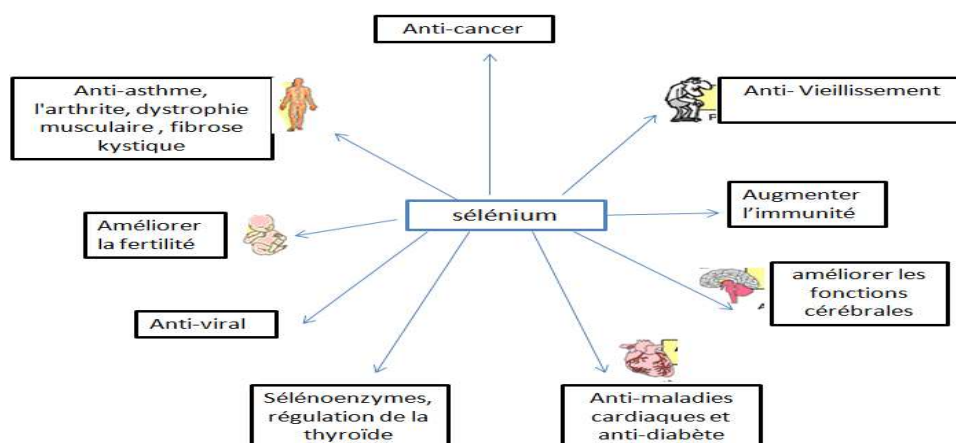 Anti-cancer
Anti-asthme,
l'arthrite, dystrophie
musculaire , fibrose
kystique
Anti- Vieillissement
sélénium
Augmenter
l’immunité
Améliorer
la fertilité
améliorer les
fonctions
cérébrales
Anti-viral
Sélénoenzymes,
régulation de la
thyroïde
Anti-maladies
cardiaques et
anti-diabète